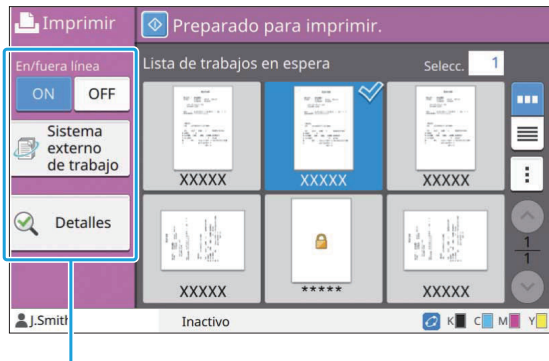 Imprimir
Preparado para imprimir.
En/fuera línea
ON OFF
Sistema
externo
de trabajo
Detalles
Lista de trabajos en espera
Selecc. 1
XXXXX XXXXX XXXXX
XXXXX ***** XXXXX
1
1
J.Smith
Inactivo
K C M Y